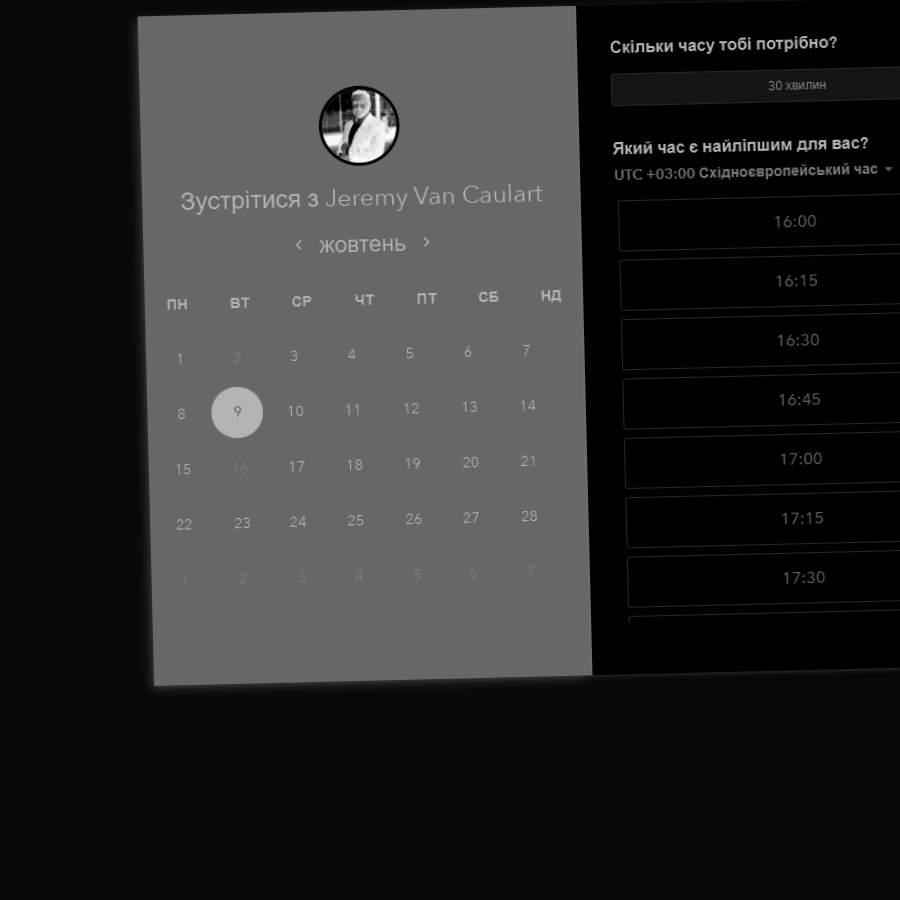 Зустрітися з Jeremy Van Caulart
жовтень
ПН ВТ СР ЧТ ПТ СБ НД
1 2 3 4 5 6 7
8 9 10 11 12 13 14
15 16 17 18 19 20 21
22 23 24 25 26 27 28
1 2 3 4 5 6 7
Скільки часу тобі потрібно?
30 хвилин
Який час є найліпшим для вас?
UTC +03:00 Східноєвропейський час
16:00
16:15
16:30
16:45
17:00
17:15
17:30